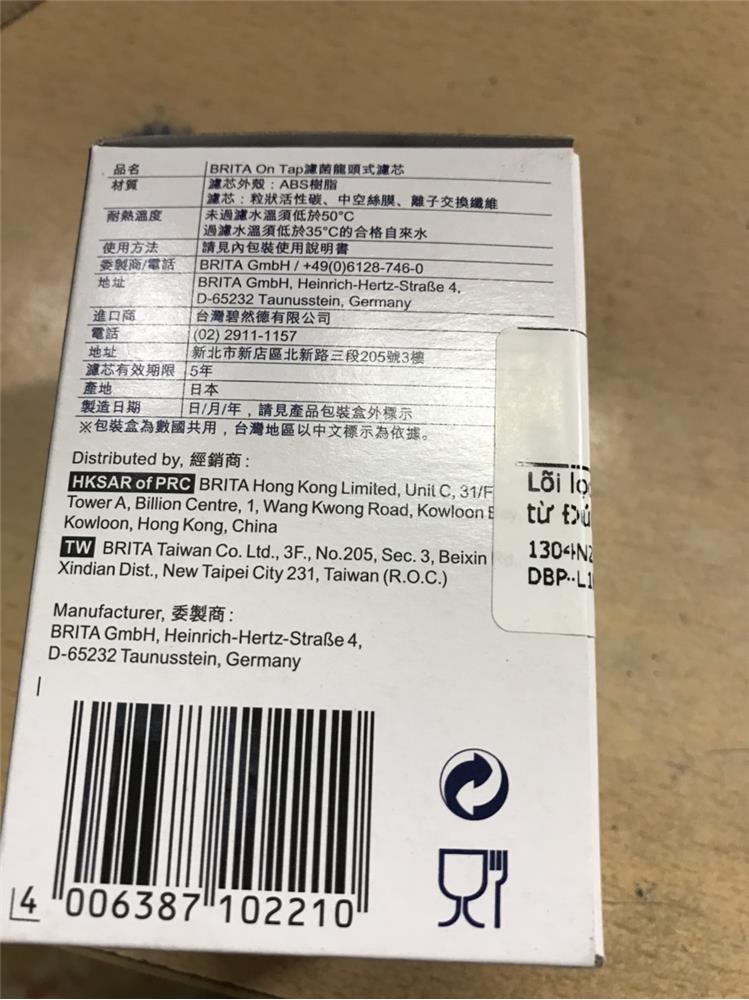 品名 BRITA On Tap濾菌龍頭式濾芯
材質 濾芯外殼：ABS樹脂
濾芯：粒狀活性碳、中空絲膜、離子交換纖維
耐熱溫度 未過濾水溫須低於50°C
過濾水溫須低於35°C的合格自來水
使用方法 請見內包裝使用說明書
委製商/電話 BRITA GmbH / +49(0)6128-746-0
地址 BRITA GmbH, Heinrich-Hertz-Straße 4,
D-65232 Taunusstein, Germany
進口商 台灣碧然德有限公司
電話 (02) 2911-1157
地址 新北市新店區北新路三段205號3樓
濾芯有效期限 5年
產地 日本
製造日期 日/月/年，請見產品包裝盒外標示
※包裝盒為數國共用，台灣地區以中文標示為依據。
Distributed by, 經銷商：
HKSAR of PRC BRITA Hong Kong Limited, Unit C, 31/F
Tower A, Billion Centre, 1, Wang Kwong Road, Kowloon
Kowloon, Hong Kong, China
TW BRITA Taiwan Co. Ltd., 3F., No.205, Sec. 3, Beixin
Xindian Dist., New Taipei City 231, Taiwan (R.O.C.)
Manufacturer, 委製商：
BRITA GmbH, Heinrich-Hertz-Straße 4,
D-65232 Taunusstein, Germany
4 006387 102210
Lõi
từ